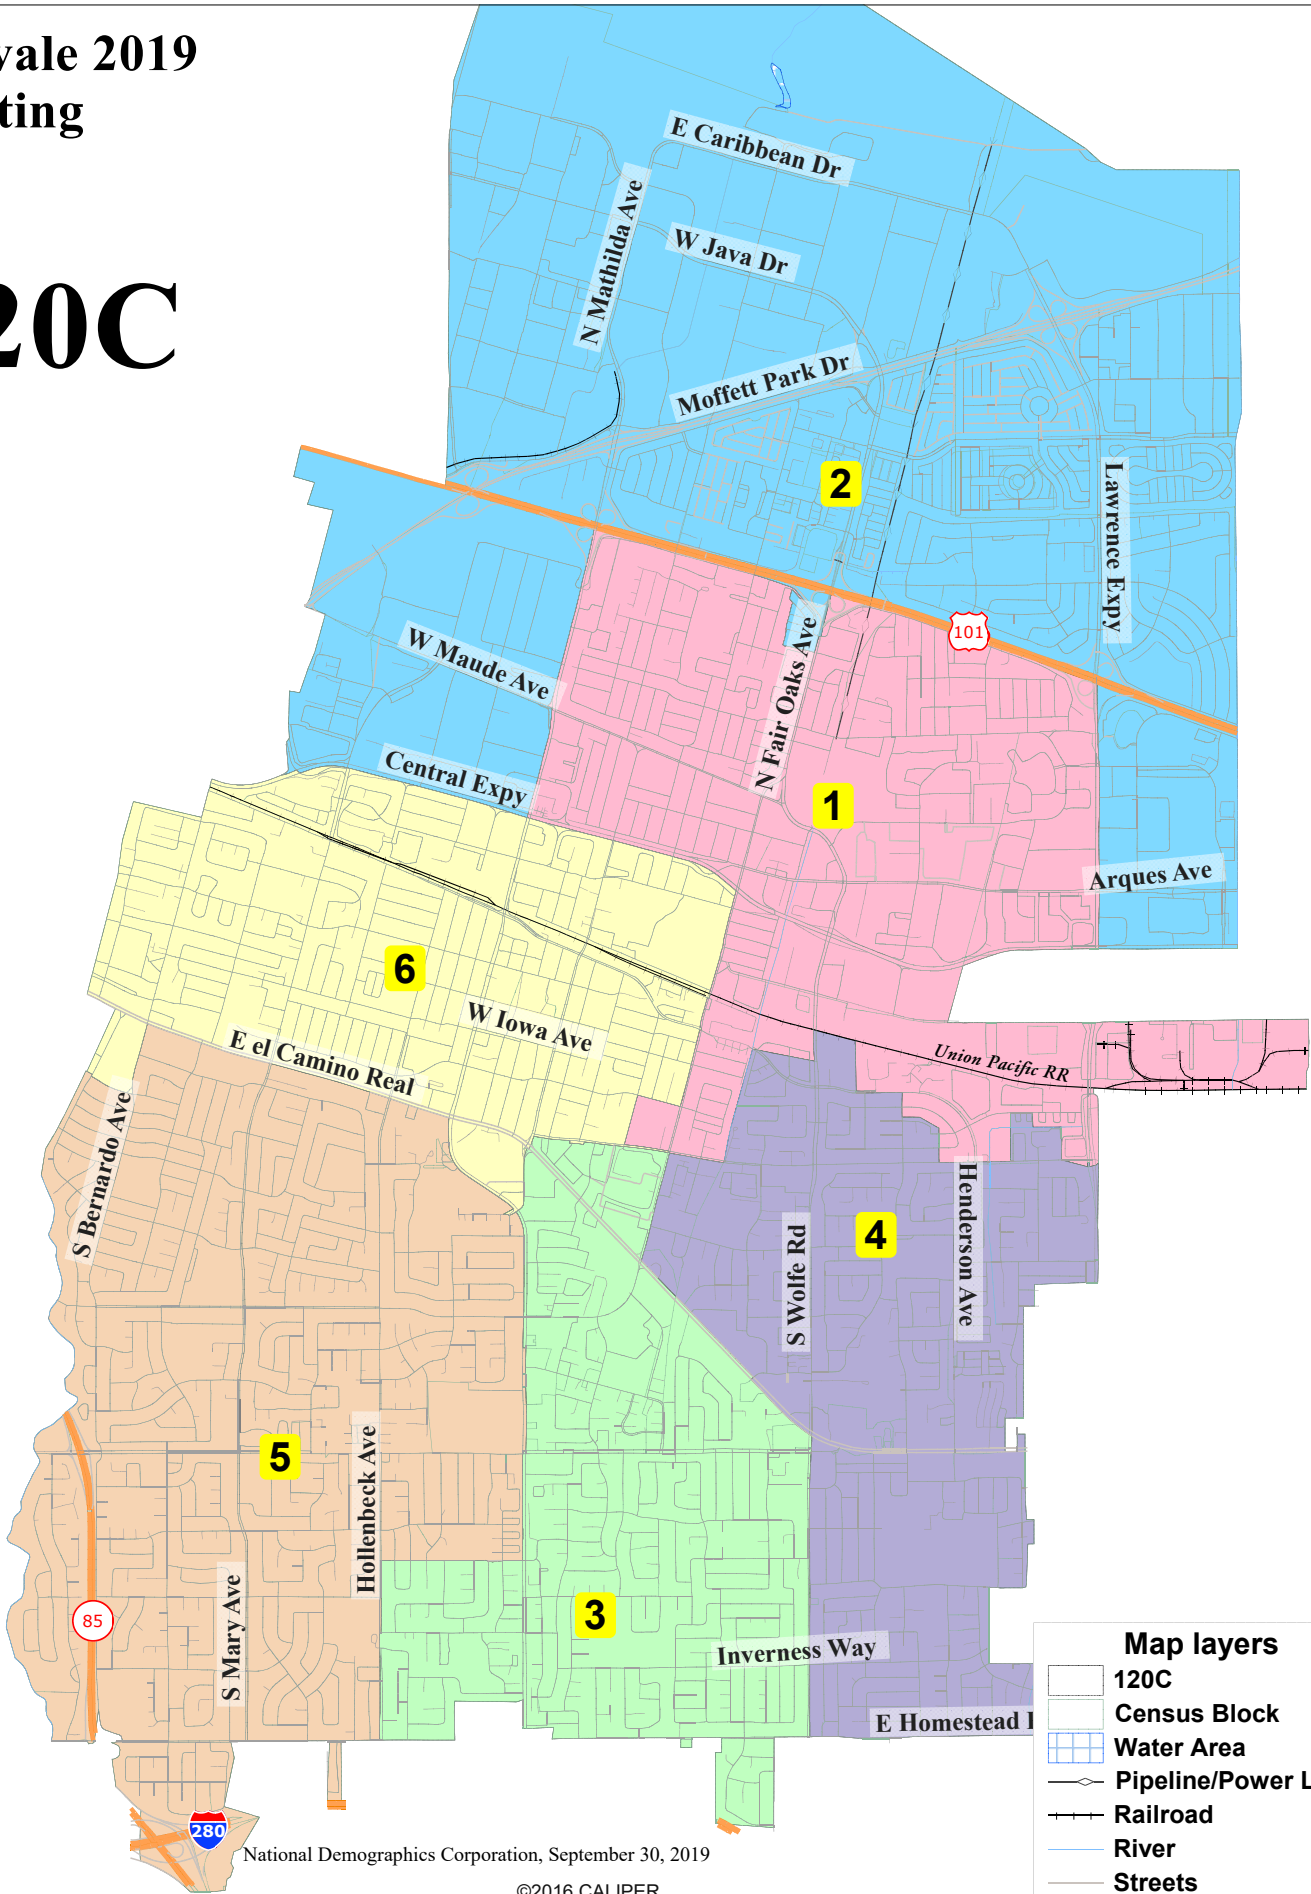 vale 2019
ting
20C
E Caribbean Dr
N Mathilda Ave
W Java Dr
Moffett Park Dr
2
Lawrence Expy
101
W Maude Ave
N Fair Oaks Ave
Central Expy
1
Arques Ave
6
W Iowa Ave
E el Camino Real
Union Pacific RR
S Bernardo Ave
Henderson Ave
4
S Wolfe Rd
5
Hollenbeck Ave
S Mary Ave
85
3
Inverness Way
E Homestead
280
National Demographics Corporation, September 30, 2019
©2016 CALIPER
Map layers
120C
Census Block
Water Area
Pipeline/Power L
Railroad
River
Streets